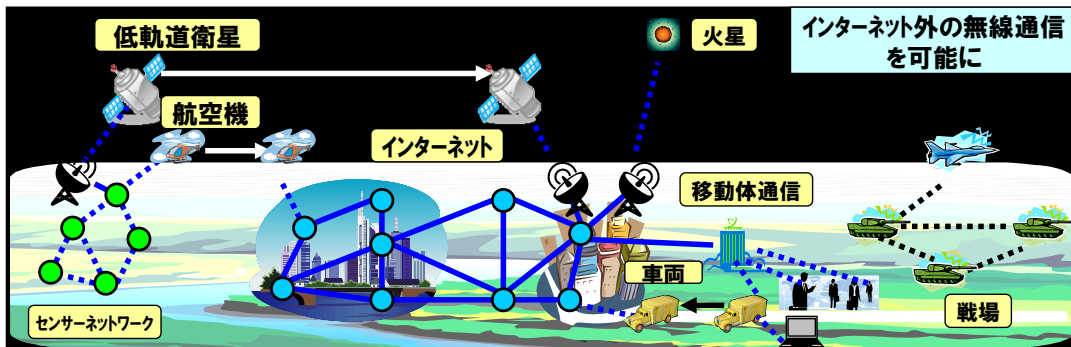 低軌道衛星
火星
インターネット外の無線通信
を可能に
航空機
インターネット
移動体通信
車両
センサーネットワーク
戦場